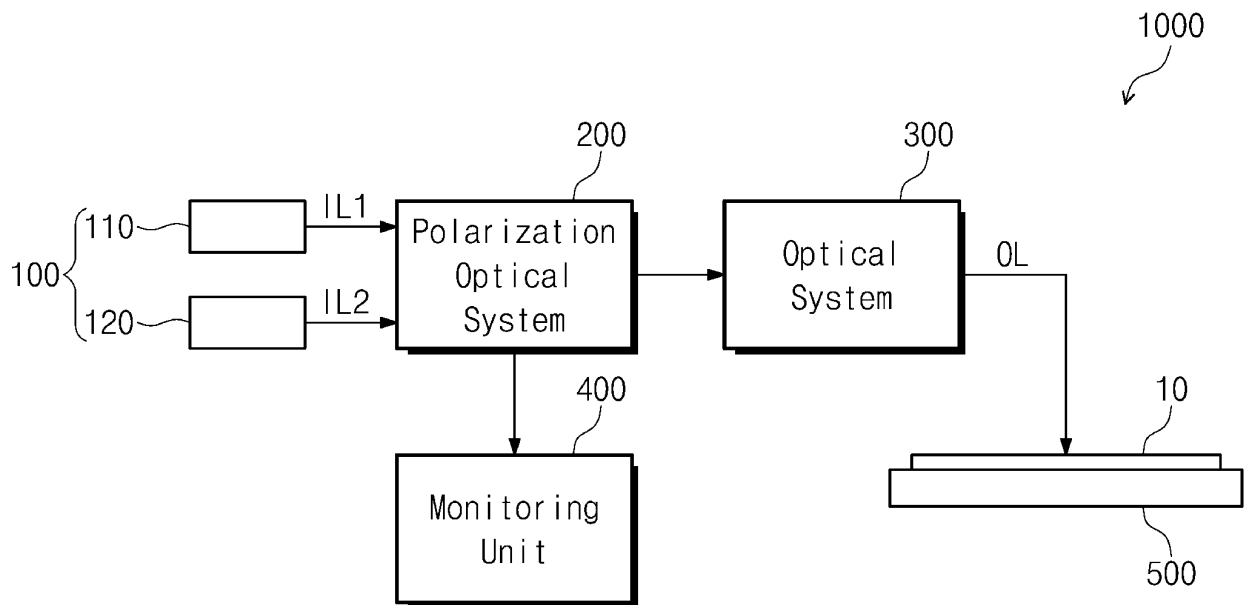 1000
200
300
IL1
110
Polarization
Optical
System
Optical
System
OL
100
IL2
120
400
10
Monitoring
Unit
500